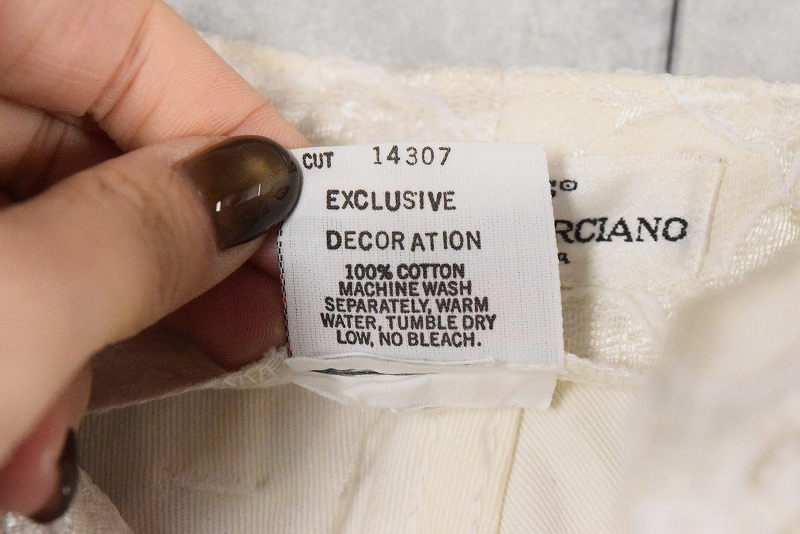 CUT 14307
EXCLUSIVE
DECORATION
100% COTTON
MACHINE WASH
SEPARATELY, WARM
WATER, TUMBLE DRY
LOW, NO BLEACH.
RCIANO